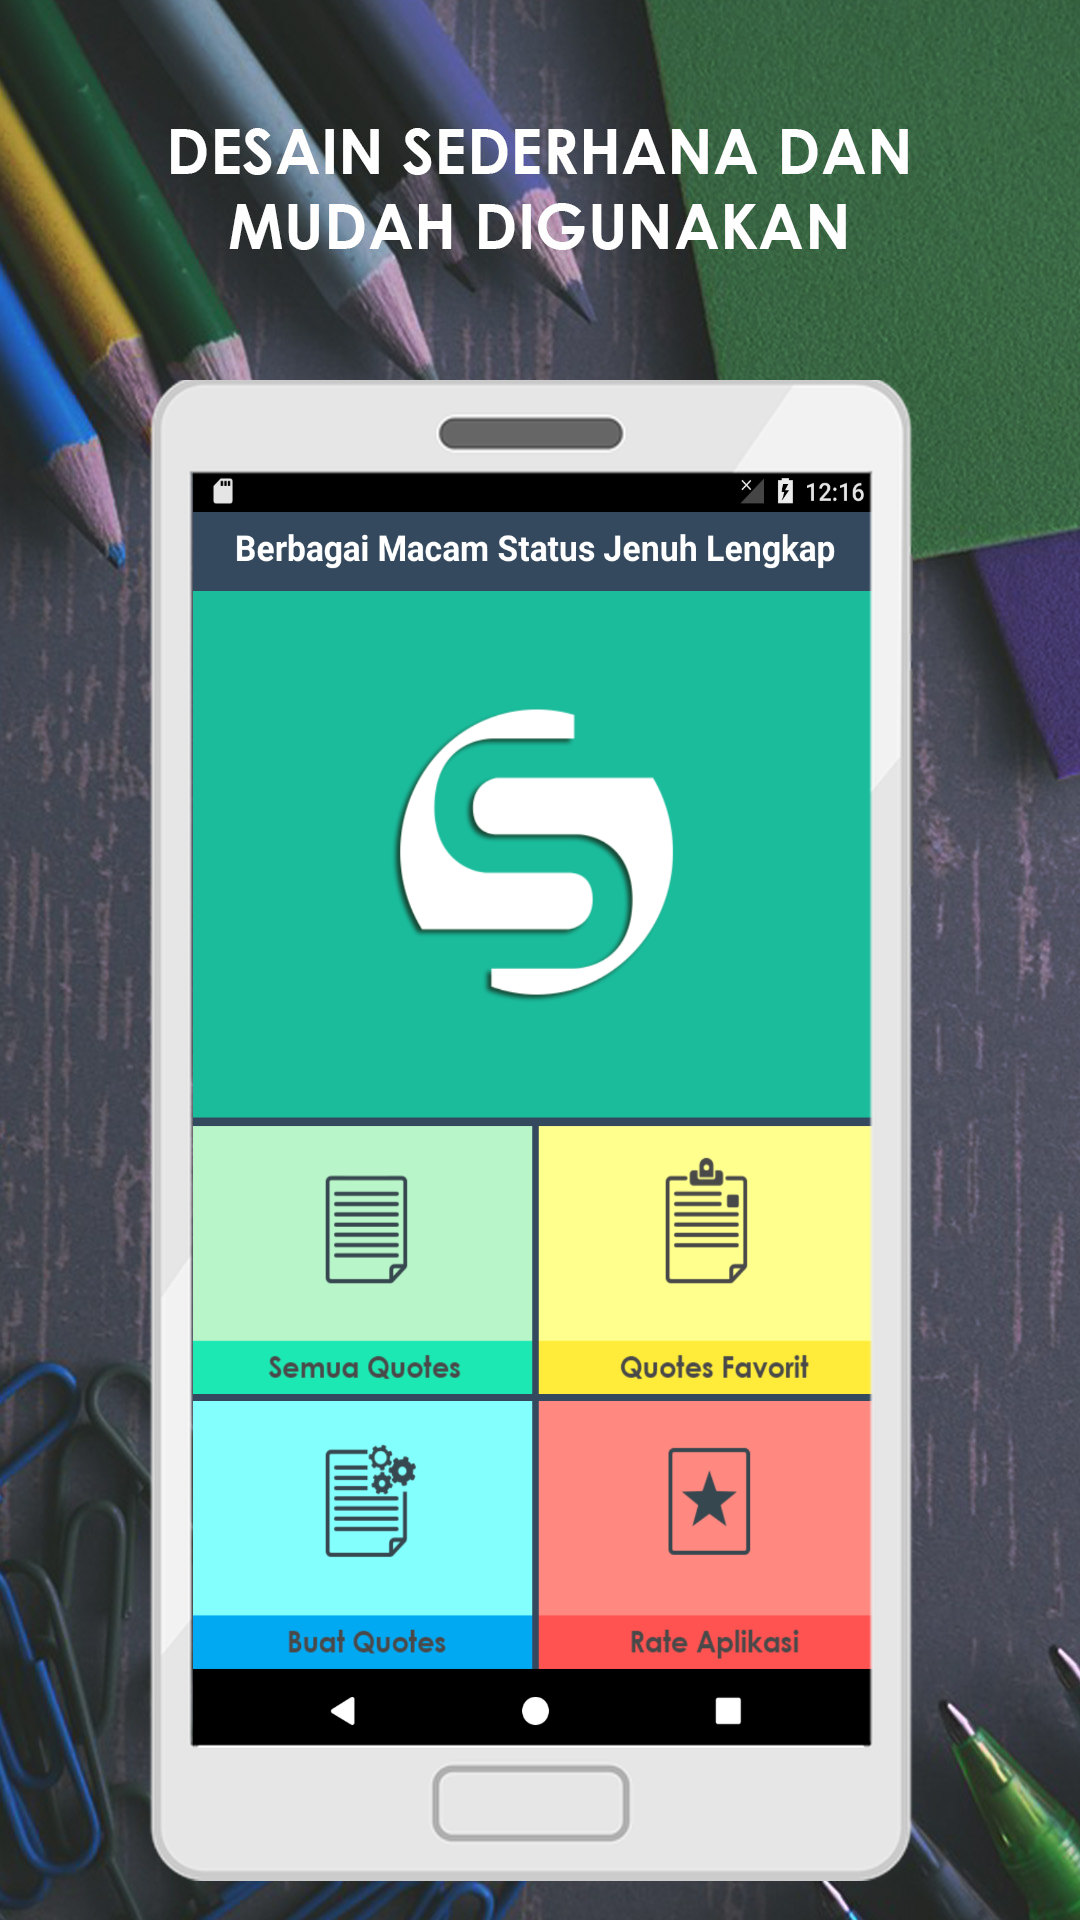 DESAIN SEDERHANA DAN
MUDAH DIGUNAKAN
12:16
Berbagai Macam Status Jenuh Lengkap
Semua Quotes
Quotes Favorit
Buat Quotes
Rate Aplikasi